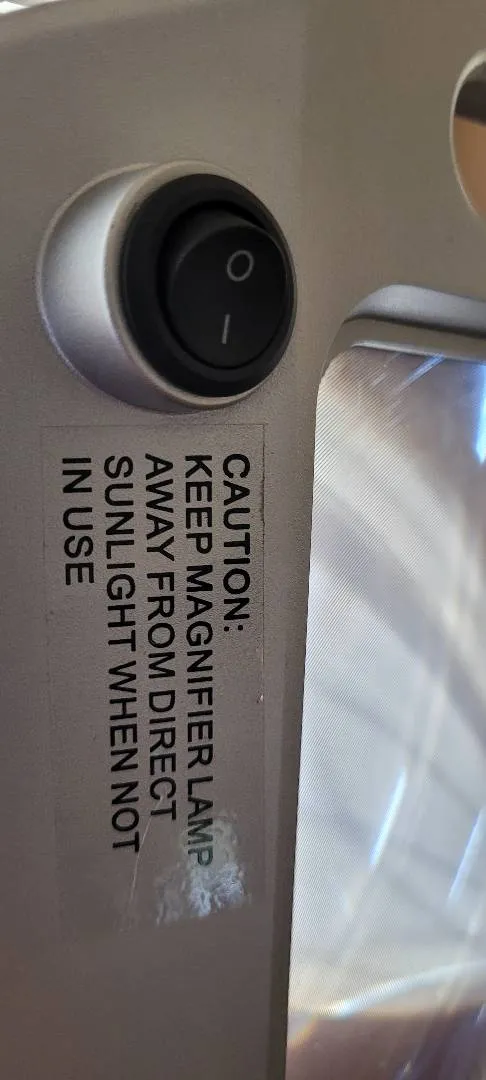 O
I
CAUTION:
KEEP MAGNIFIER LAMP
AWAY FROM DIRECT
SUNLIGHT WHEN NOT
IN USE